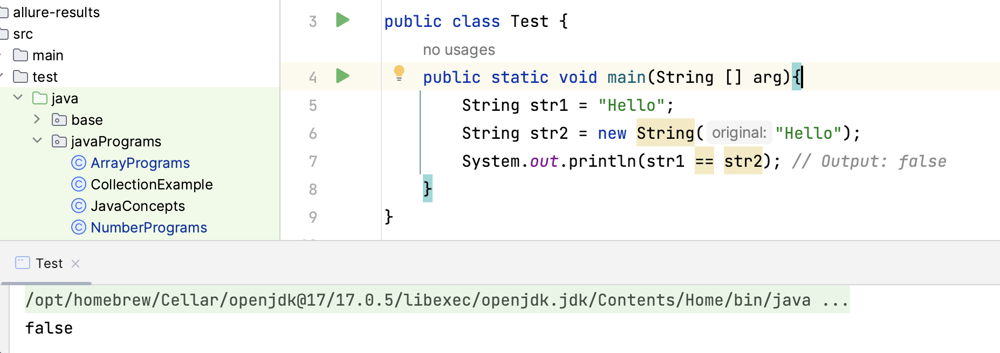 allure-results
src
main
test
java
base
javaPrograms
ArrayPrograms
CollectionExample
JavaConcepts
NumberPrograms
3 public class Test {
no usages
4 public static void main(String [] arg){
5 String str1 = "Hello";
6 String str2 = new String( original: "Hello");
7 System.out.println(str1 == str2); // Output: false
8 }
9 }
Test
/opt/homebrew/Cellar/openjdk@17/17.0.5/libexec/openjdk.jdk/Contents/Home/bin/java ...
false